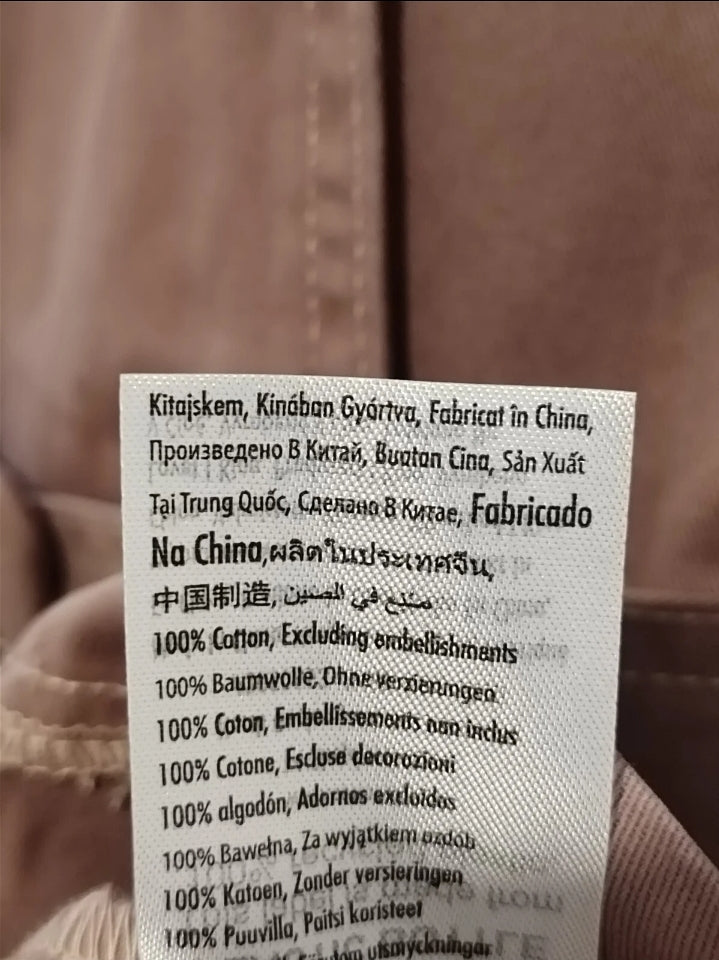 Kitajskem, Kínában Gyártva, Fabricat în China,
Произведено В Китай, Buatan Cina, Sản Xuất
Tại Trung Quốc, Сделано В Китае, Fabricado
Na China,ผลิตในประเทศจีน,
中国制造, صنع في الصين
100% Cotton, Excluding embellishments
100% Baumwolle, Ohne verzierungen
100% Coton, Embellissements non inclus
100% Cotone, Escluse decorazioni
100% algodón, Adornos excluidos
100% Bawełna, Za wyjątkiem ozdób
100% Katoen, Zonder versieringen
100% Puuvilla, Paitsi koristeet
utsmyckningar